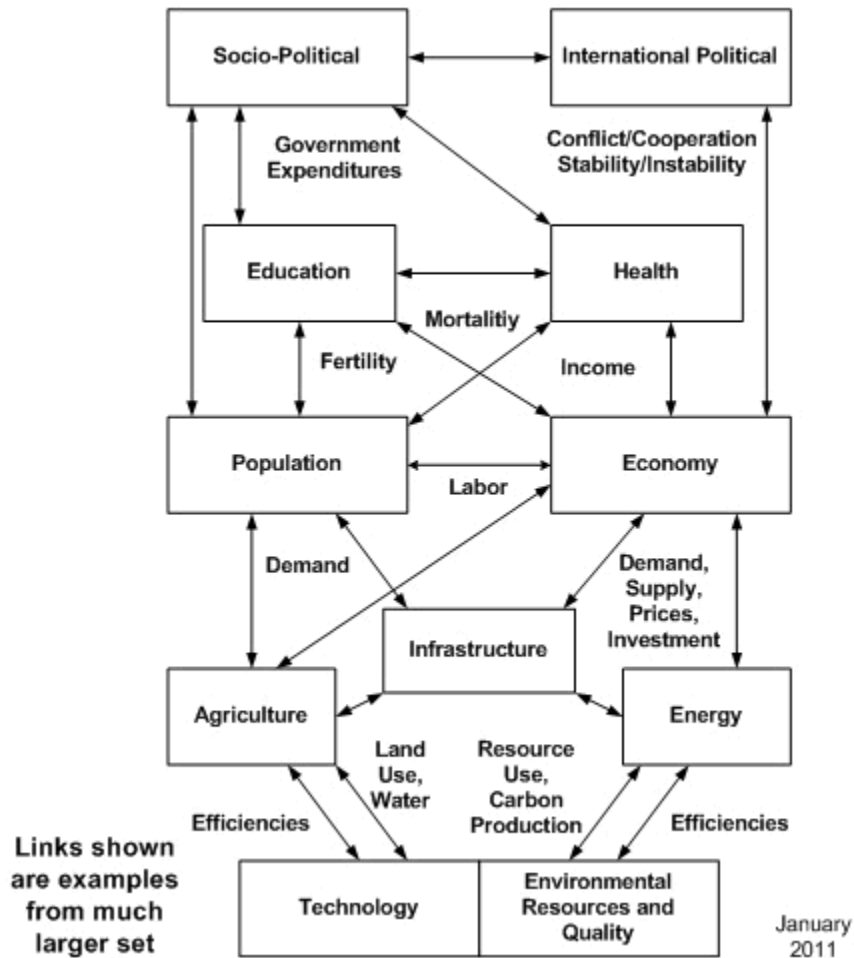 Socio-Political
International Political
Government
Expenditures
Conflict/Cooperation
Stability/Instability
Education
Health
Mortalitiy
Fertility
Income
Population
Economy
Labor
Demand
Demand,
Supply,
Prices,
Investment
Infrastructure
Agriculture
Energy
Land
Use,
Water
Resource
Use,
Carbon
Production
Efficiencies
Efficiencies
Links shown
are examples
from much
larger set
Technology
Environmental
Resources and
Quality
January
2011